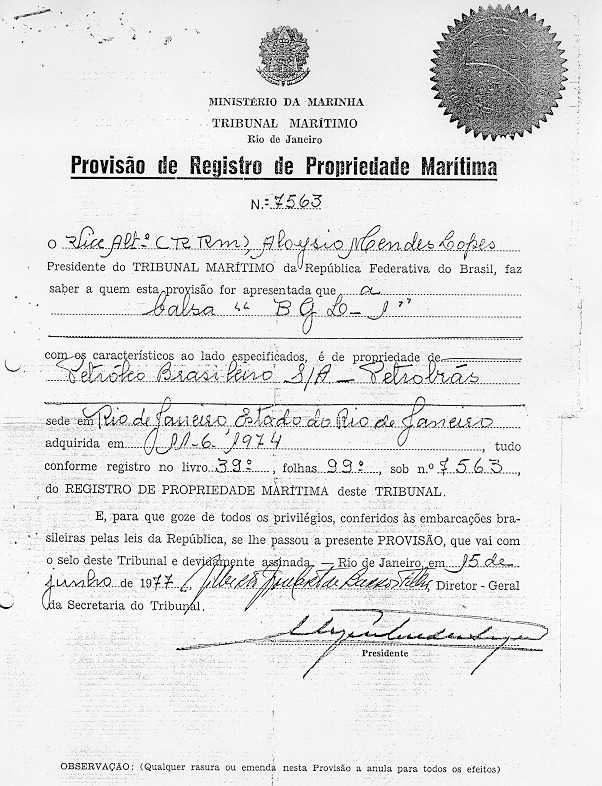 MINISTÉRIO DA MARINHA
TRIBUNAL MARÍTIMO
Rio de Janeiro
Provisão de Registro de Propriedade Marítima
N.º 7563
O Vice Alt.º (RRm), Aloysio Mendes Lopes
Presidente do TRIBUNAL MARÍTIMO da República Federativa do Brasil, faz
saber a quem esta provisão for apresentada que a
balsa "BGL-1"
com os característicos ao lado especificados, é de propriedade de
Petróleo Brasileiro S/A - Petrobrás
sede em Rio de Janeiro Estado do Rio de Janeiro
adquirida em 11-6-1974, tudo
conforme registro no livro 39º, folhas 99º, sob n.º 7563,
do REGISTRO DE PROPRIEDADE MARÍTIMA deste TRIBUNAL.
E, para que goze de todos os privilégios, conferidos às embarcações bra-
sileiras pelas leis da República, se lhe passou a presente PROVISÃO, que vai com
o selo deste Tribunal e devidamente assinada. Rio de Janeiro, em 15 de
junho de 1977. Diretor - Geral
da Secretaria do Tribunal.
Presidente
OBSERVAÇÃO: (Qualquer rasura ou emenda nesta Provisão a anula para todos os efeitos)